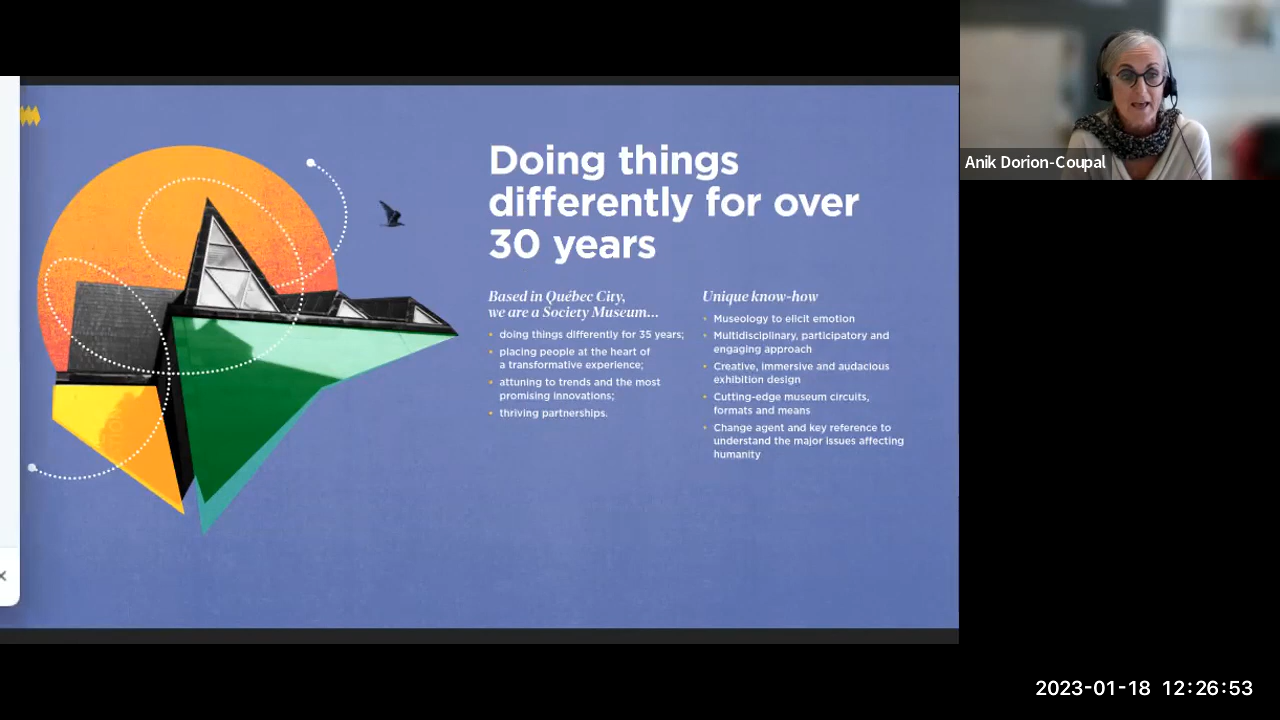 Doing things
differently for over
30 years
Based in Québec City,
we are a Society Museum...
• doing things differently for 35 years;
• placing people at the heart of
a transformative experience;
• attuning to trends and the most
promising innovations;
• thriving partnerships.
Unique know-how
• Museology to elicit emotion
• Multidisciplinary, participatory and
engaging approach
• Creative, immersive and audacious
exhibition design
• Cutting-edge museum circuits,
formats and means
• Change agent and key reference to
understand the major issues affecting
humanity
Anik Dorion-Coupal
2023-01-18 12:26:53